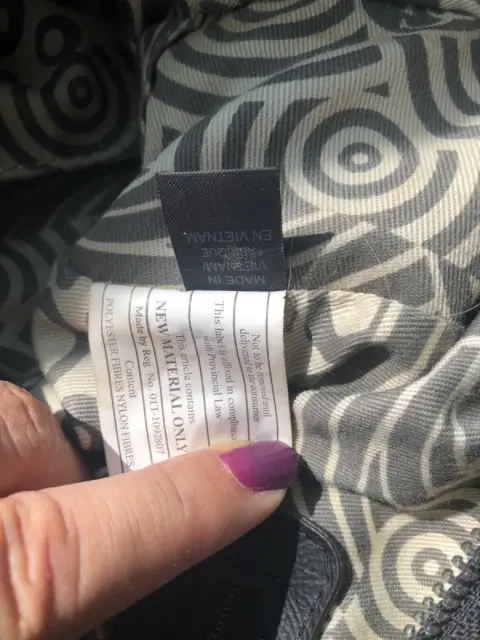 MADE IN
VIETNAM/
FABRIQUÉ
EN VIETNAM
Not to be removed until
delivered to the consumer
This label is affixed in compliance
with Provincial Law
This article contains
NEW MATERIAL ONLY
Made by Reg. No. 01T-1092807
Content
POLYESTER FIBRES NYLON FIBRES